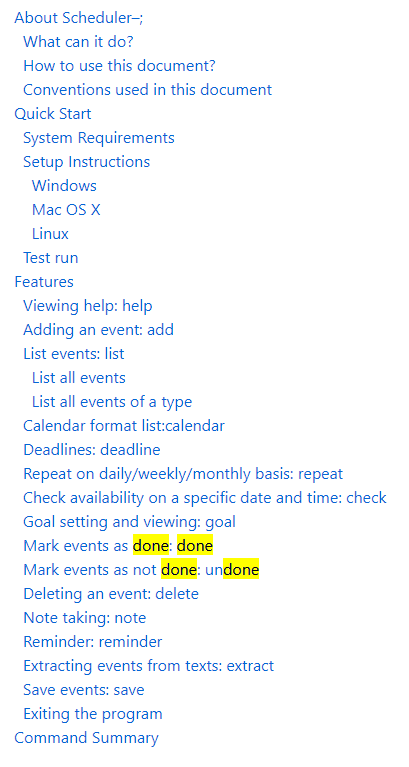 About Scheduler–;
What can it do?
How to use this document?
Conventions used in this document
Quick Start
System Requirements
Setup Instructions
Windows
Mac OS X
Linux
Test run
Features
Viewing help: help
Adding an event: add
List events: list
List all events
List all events of a type
Calendar format list:calendar
Deadlines: deadline
Repeat on daily/weekly/monthly basis: repeat
Check availability on a specific date and time: check
Goal setting and viewing: goal
Mark events as done: done
Mark events as not done: undone
Deleting an event: delete
Note taking: note
Reminder: reminder
Extracting events from texts: extract
Save events: save
Exiting the program
Command Summary